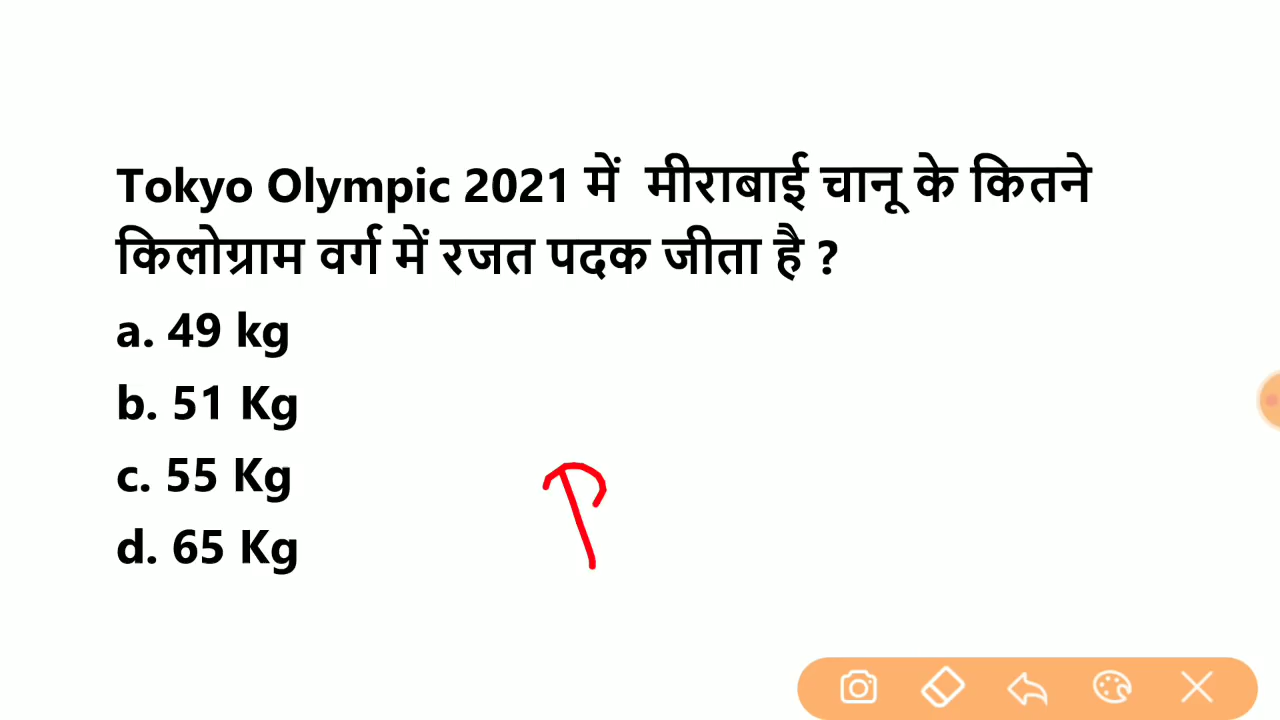 Tokyo Olympic 2021 में मीराबाई चानू के कितने
किलोग्राम वर्ग में रजत पदक जीता है ?
a. 49 kg
b. 51 Kg
c. 55 Kg
d. 65 Kg